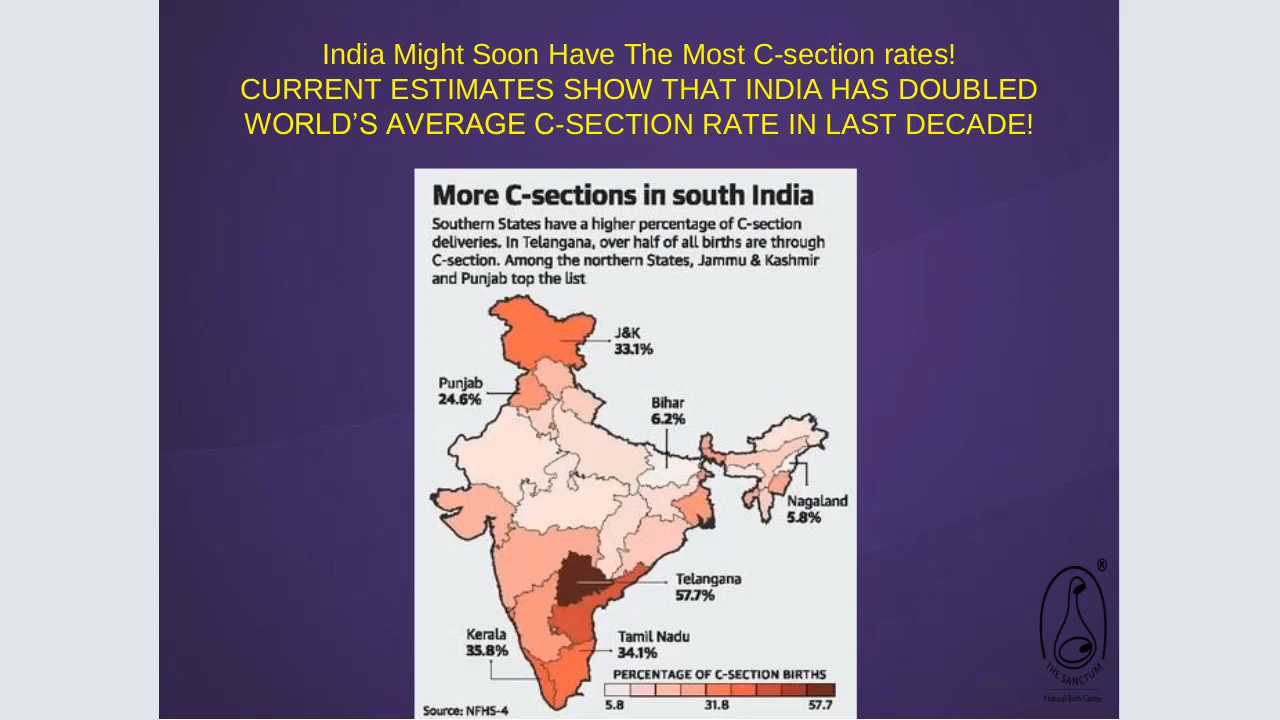 India Might Soon Have The Most C-section rates!
CURRENT ESTIMATES SHOW THAT INDIA HAS DOUBLED
WORLD’S AVERAGE C-SECTION RATE IN LAST DECADE!
More C-sections in south India
Southern States have a higher percentage of C-section
deliveries. In Telangana, over half of all births are through
C-section. Among the northern States, Jammu & Kashmir
and Punjab top the list
J&K
33.1%
Punjab
24.6%
Bihar
6.2%
Nagaland
5.8%
Telangana
57.7%
Kerala
35.8%
Tamil Nadu
34.1%
PERCENTAGE OF C-SECTION BIRTHS
5.8 31.8 57.7
Source: NFHS-4
®
THE SANCTUM
Natural Birth Center